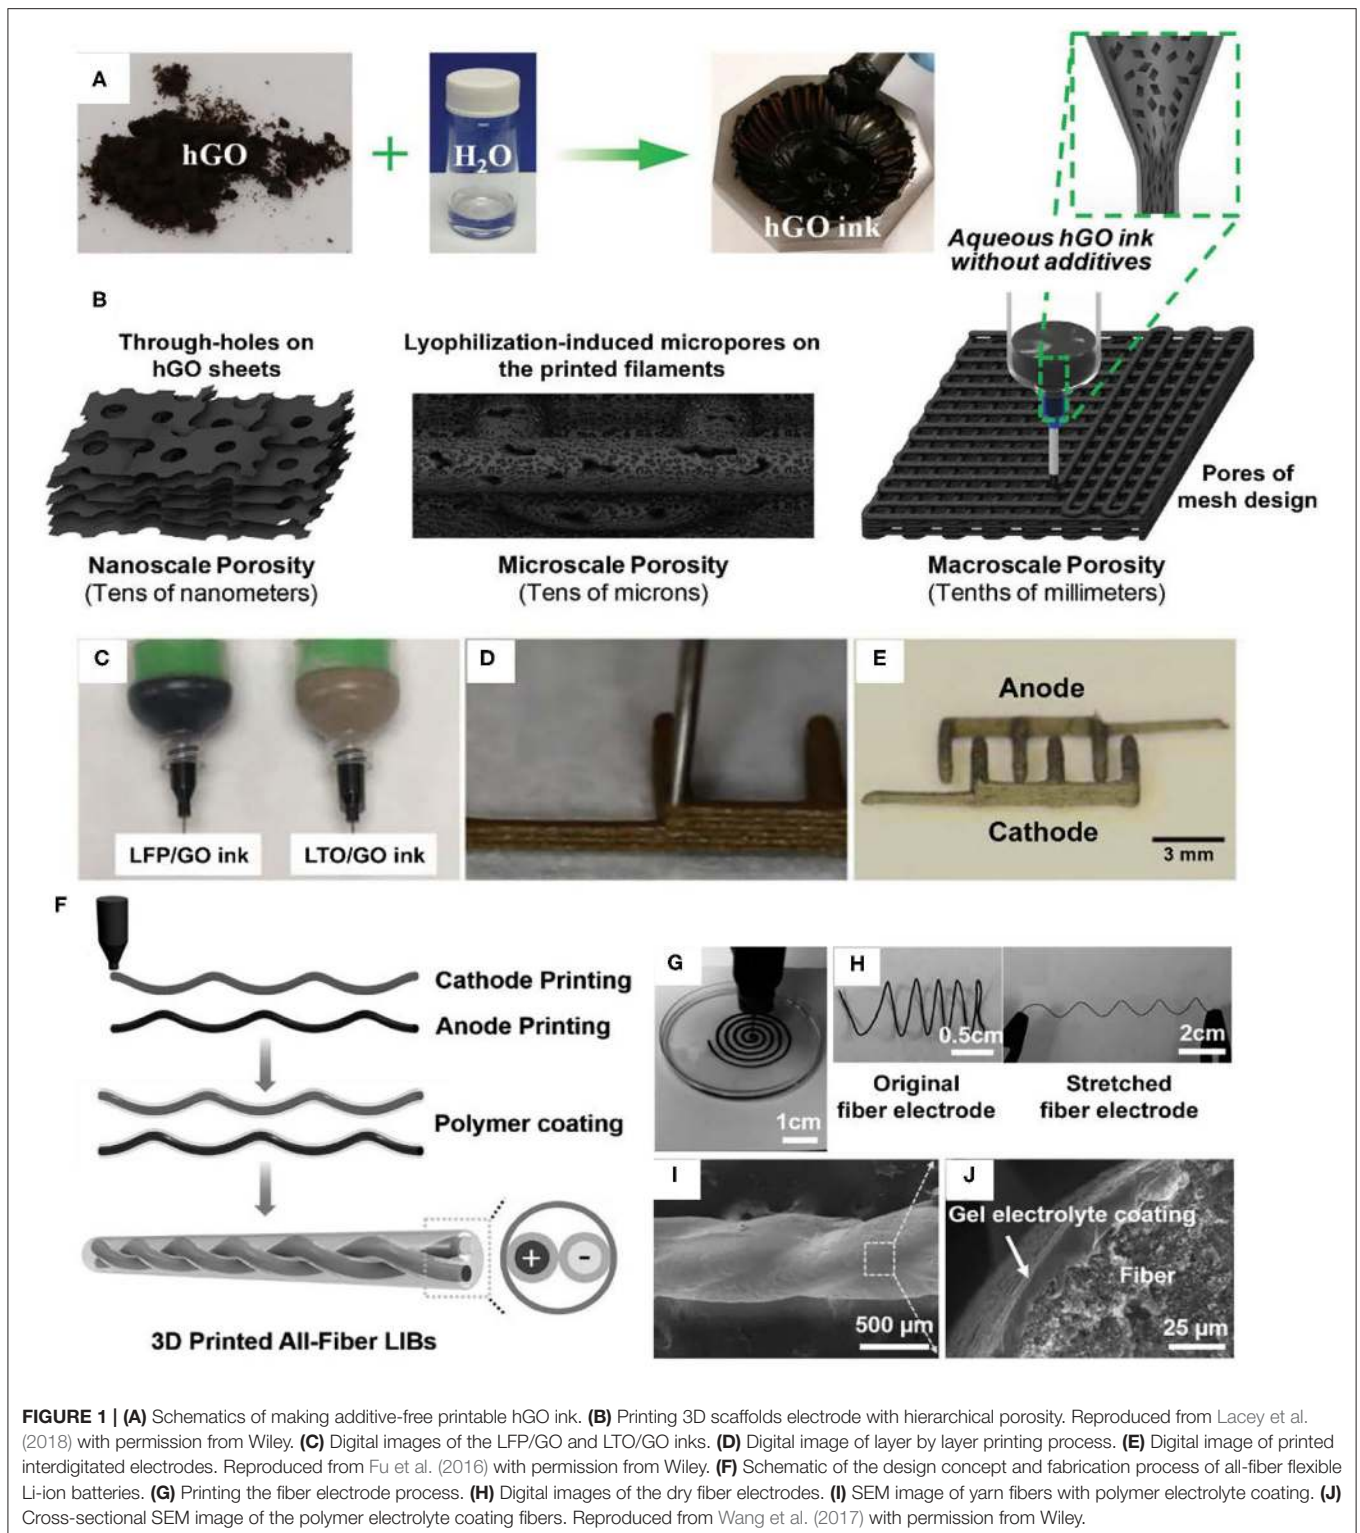 A
hGO
+
H2O
hGO ink
Aqueous hGO ink
without additives
B
Through-holes on
hGO sheets
Nanoscale Porosity
(Tens of nanometers)
Lyophilization-induced micropores on
the printed filaments
Microscale Porosity
(Tens of microns)
Pores of
mesh design
Macroscale Porosity
(Tenths of millimeters)
C
LFP/GO ink
LTO/GO ink
D
E
Anode
Cathode
3 mm
F
Cathode Printing
Anode Printing
Polymer coating
+
-
3D Printed All-Fiber LIBs
G
1cm
H
0.5cm
2cm
Original
fiber electrode
Stretched
fiber electrode
I
500 µm
J
Gel electrolyte coating
Fiber
25 µm
FIGURE 1 | (A) Schematics of making additive-free printable hGO ink. (B) Printing 3D scaffolds electrode with hierarchical porosity. Reproduced from Lacey et al.
(2018) with permission from Wiley. (C) Digital images of the LFP/GO and LTO/GO inks. (D) Digital image of layer by layer printing process. (E) Digital image of printed
interdigitated electrodes. Reproduced from Fu et al. (2016) with permission from Wiley. (F) Schematic of the design concept and fabrication process of all-fiber flexible
Li-ion batteries. (G) Printing the fiber electrode process. (H) Digital images of the dry fiber electrodes. (I) SEM image of yarn fibers with polymer electrolyte coating. (J)
Cross-sectional SEM image of the polymer electrolyte coating fibers. Reproduced from Wang et al. (2017) with permission from Wiley.